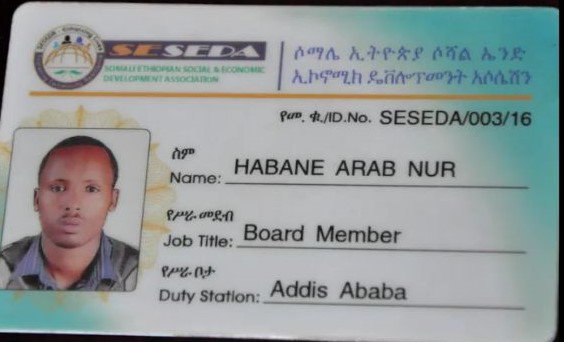 SESEDA
SOMALI ETHIOPIAN SOCIAL & ECONOMIC
DEVELOPMENT ASSOCIATION
ሶማሌ ኢትዮጵያ ሶሻል ኤንድ
ኢኮኖሚክ ዴቨሎፕመንት አሶሴሽን
የመ. ቁ./ID.No. SESEDA/003/16
ስም
Name: HABANE ARAB NUR
የሥራ መደብ
Job Title: Board Member
የሥራ ቦታ
Duty Station: Addis Ababa